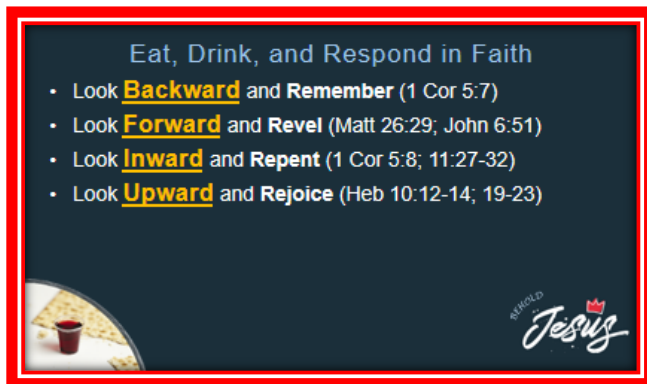 Eat, Drink, and Respond in Faith
• Look Backward and Remember (1 Cor 5:7)
• Look Forward and Revel (Matt 26:29; John 6:51)
• Look Inward and Repent (1 Cor 5:8; 11:27-32)
• Look Upward and Rejoice (Heb 10:12-14; 19-23)
BEHOLD
Jesus